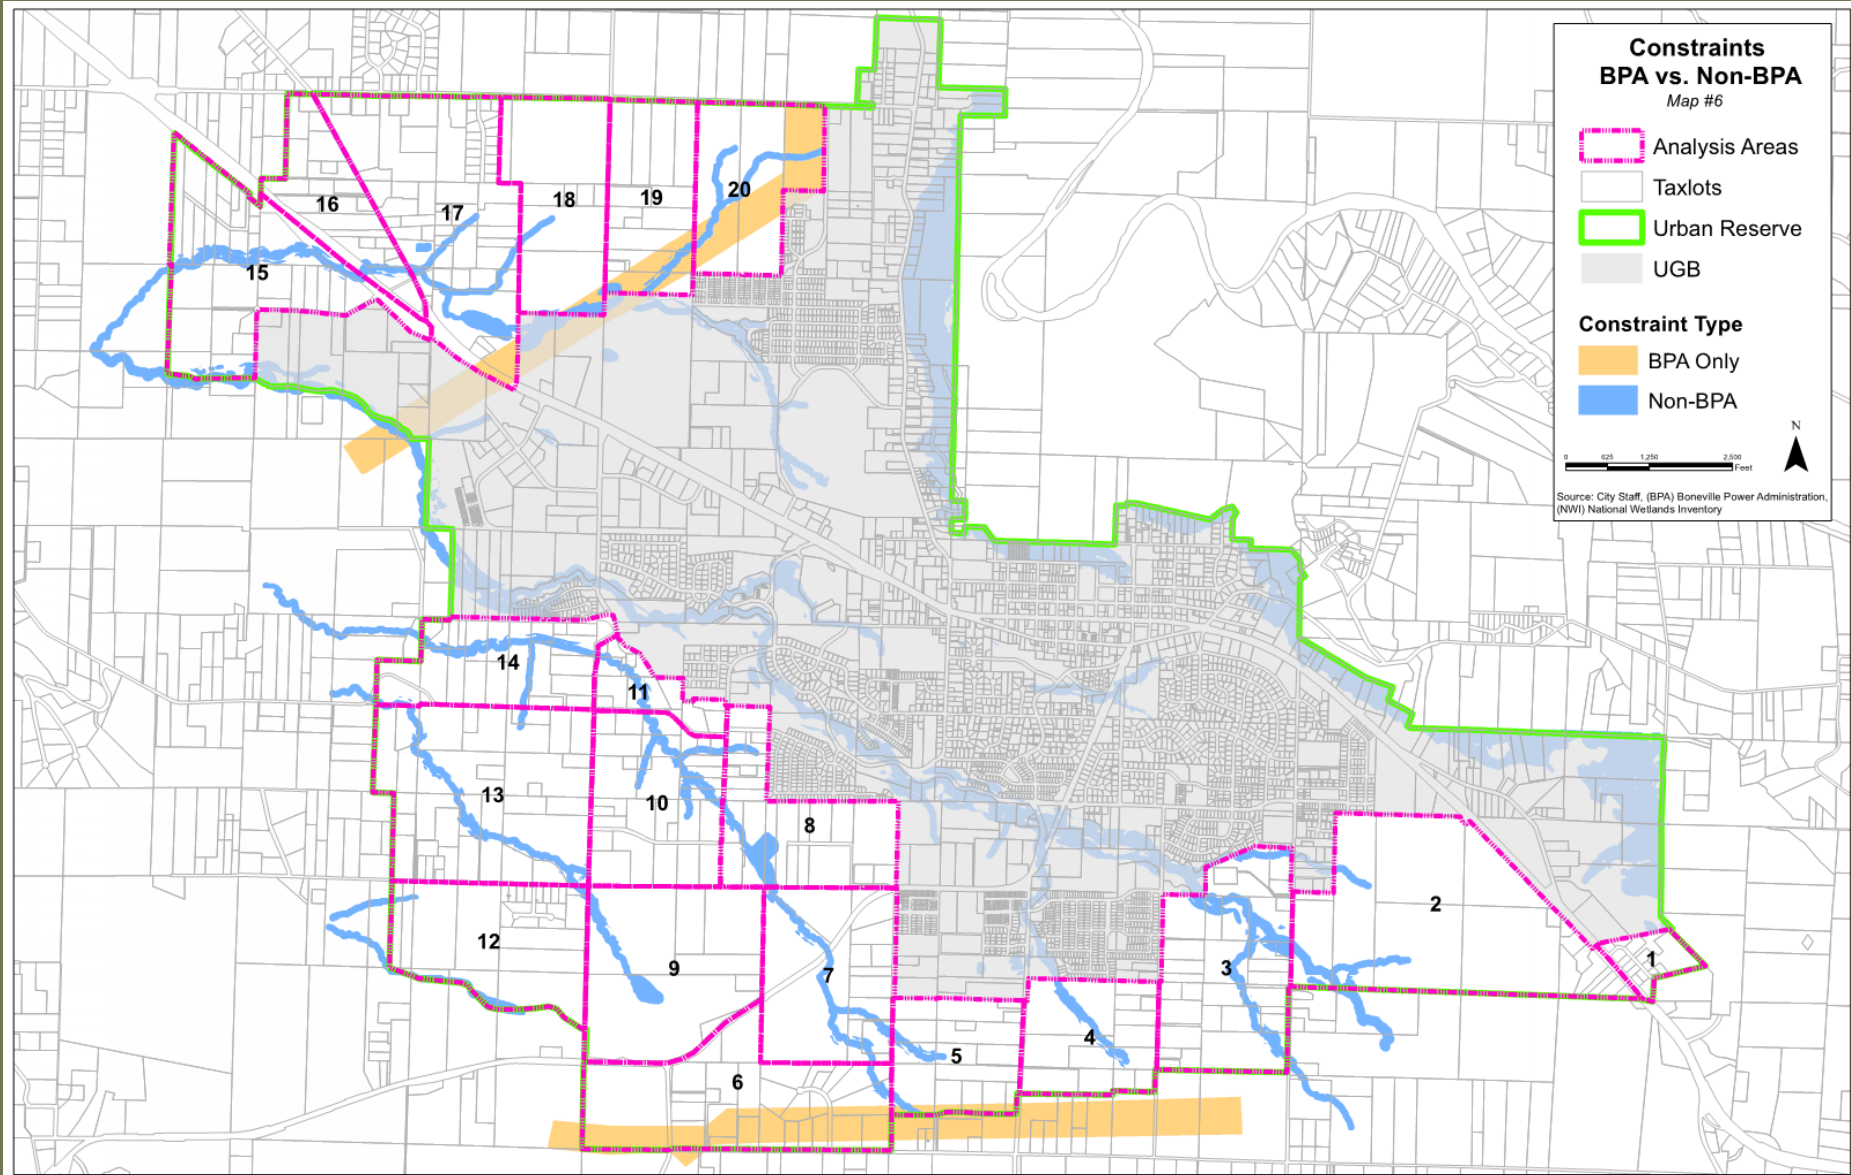 Constraints
BPA vs. Non-BPA
Map #6
Analysis Areas
Taxlots
Urban Reserve
UGB
Constraint Type
BPA Only
Non-BPA
N
0 625 1,250 2,500
Feet
Source: City Staff, (BPA) Boneville Power Administration,
(NWI) National Wetlands Inventory
20
19
18
16
17
15
14
11
13
10
8
2
12
1
9
3
7
4
5
6